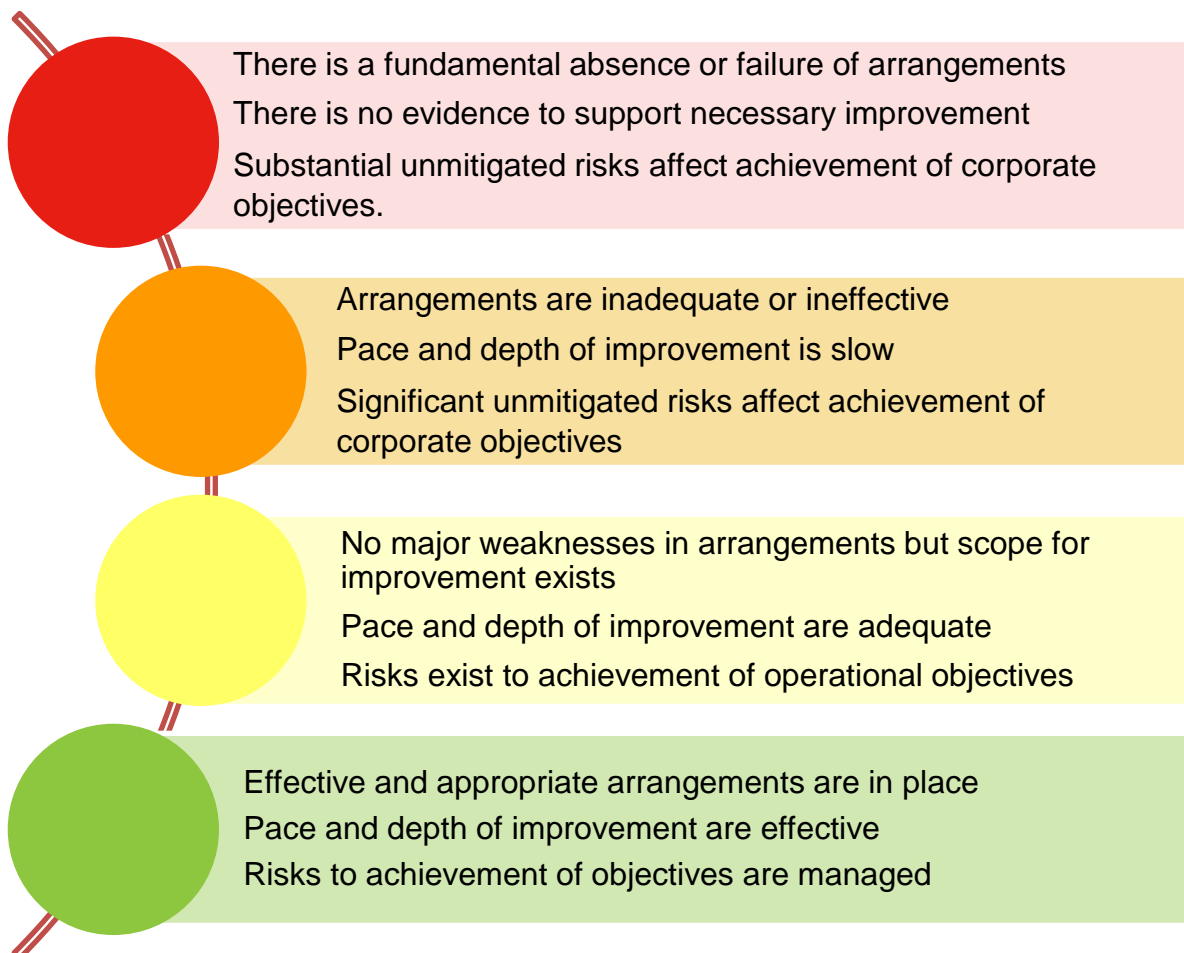 There is a fundamental absence or failure of arrangements
There is no evidence to support necessary improvement
Substantial unmitigated risks affect achievement of corporate
objectives.
Arrangements are inadequate or ineffective
Pace and depth of improvement is slow
Significant unmitigated risks affect achievement of
corporate objectives
No major weaknesses in arrangements but scope for
improvement exists
Pace and depth of improvement are adequate
Risks exist to achievement of operational objectives
Effective and appropriate arrangements are in place
Pace and depth of improvement are effective
Risks to achievement of objectives are managed